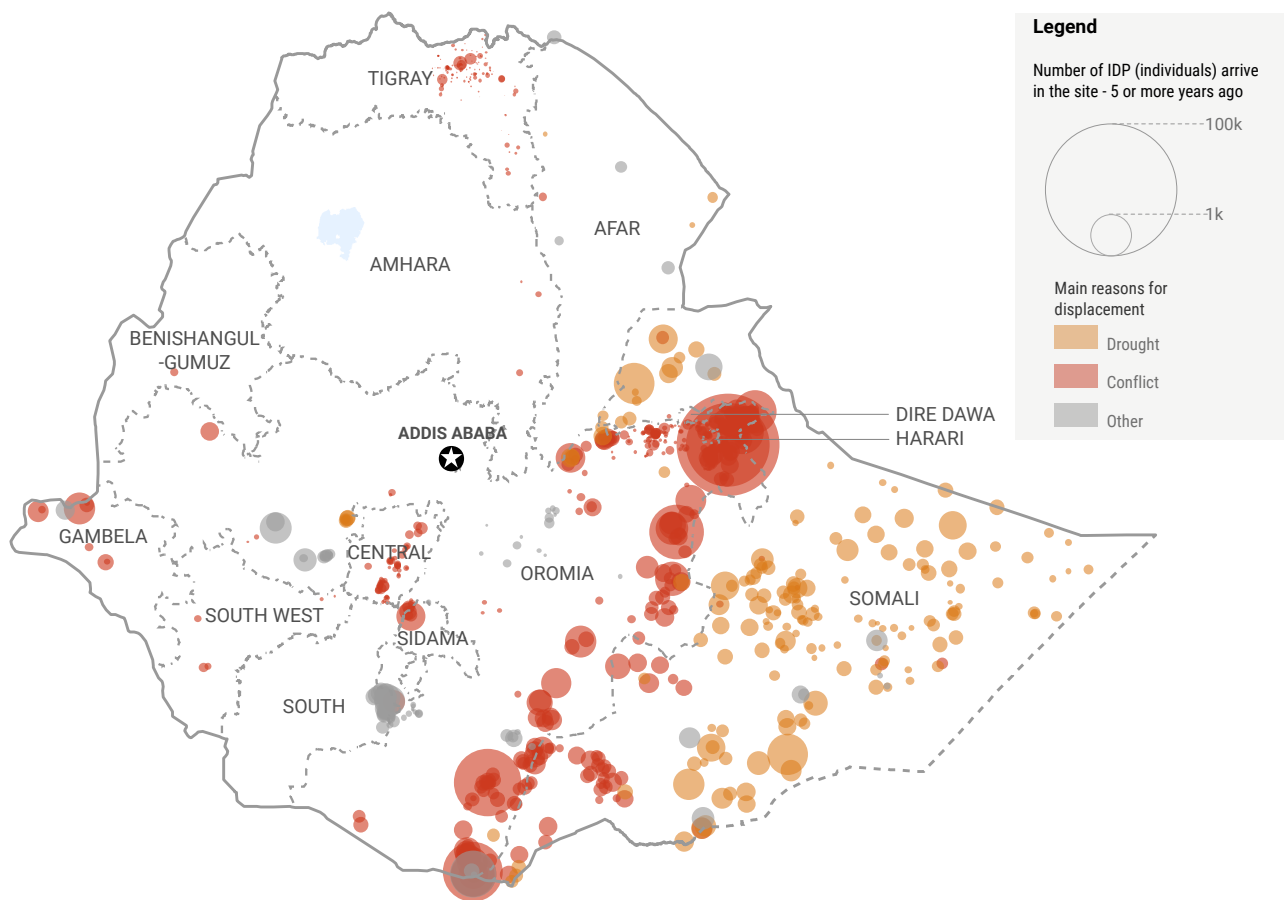 Legend
Number of IDP (individuals) arrive
in the site - 5 or more years ago
100k
1k
Main reasons for
displacement
Drought
Conflict
Other
TIGRAY
AFAR
AMHARA
BENISHANGUL
-GUMUZ
DIRE DAWA
HARARI
ADDIS ABABA
GAMBELA
CENTRAL
OROMIA
SOMALI
SOUTH WEST
SIDAMA
SOUTH